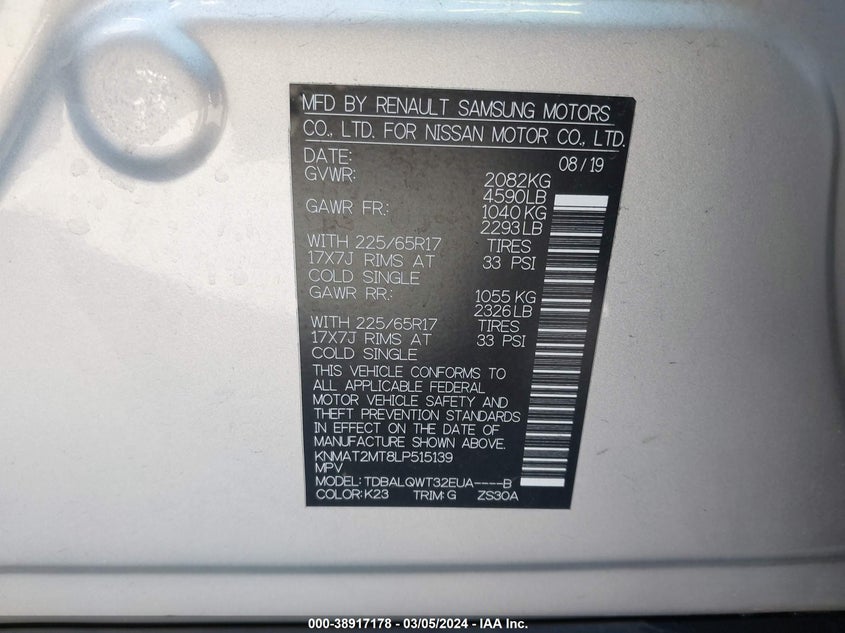 MFD BY RENAULT SAMSUNG MOTORS
CO., LTD. FOR NISSAN MOTOR CO., LTD.
DATE: 08/19
GVWR: 2082KG
4590LB
GAWR FR: 1040KG
2293LB
WITH 225/65R17 TIRES
17X7J RIMS AT 33 PSI
COLD SINGLE
GAWR RR: 1055KG
2326LB
WITH 225/65R17 TIRES
17X7J RIMS AT 33 PSI
COLD SINGLE
THIS VEHICLE CONFORMS TO
ALL APPLICABLE FEDERAL
MOTOR VEHICLE SAFETY AND
THEFT PREVENTION STANDARDS
IN EFFECT ON THE DATE OF
MANUFACTURE SHOWN ABOVE.
KNMAT2MT8LP515139
MPV
MODEL: TDBALQWT32EUA----B
COLOR: K23 TRIM: G ZS30A
000-38917178 - 03/05/2024 - IAA Inc.